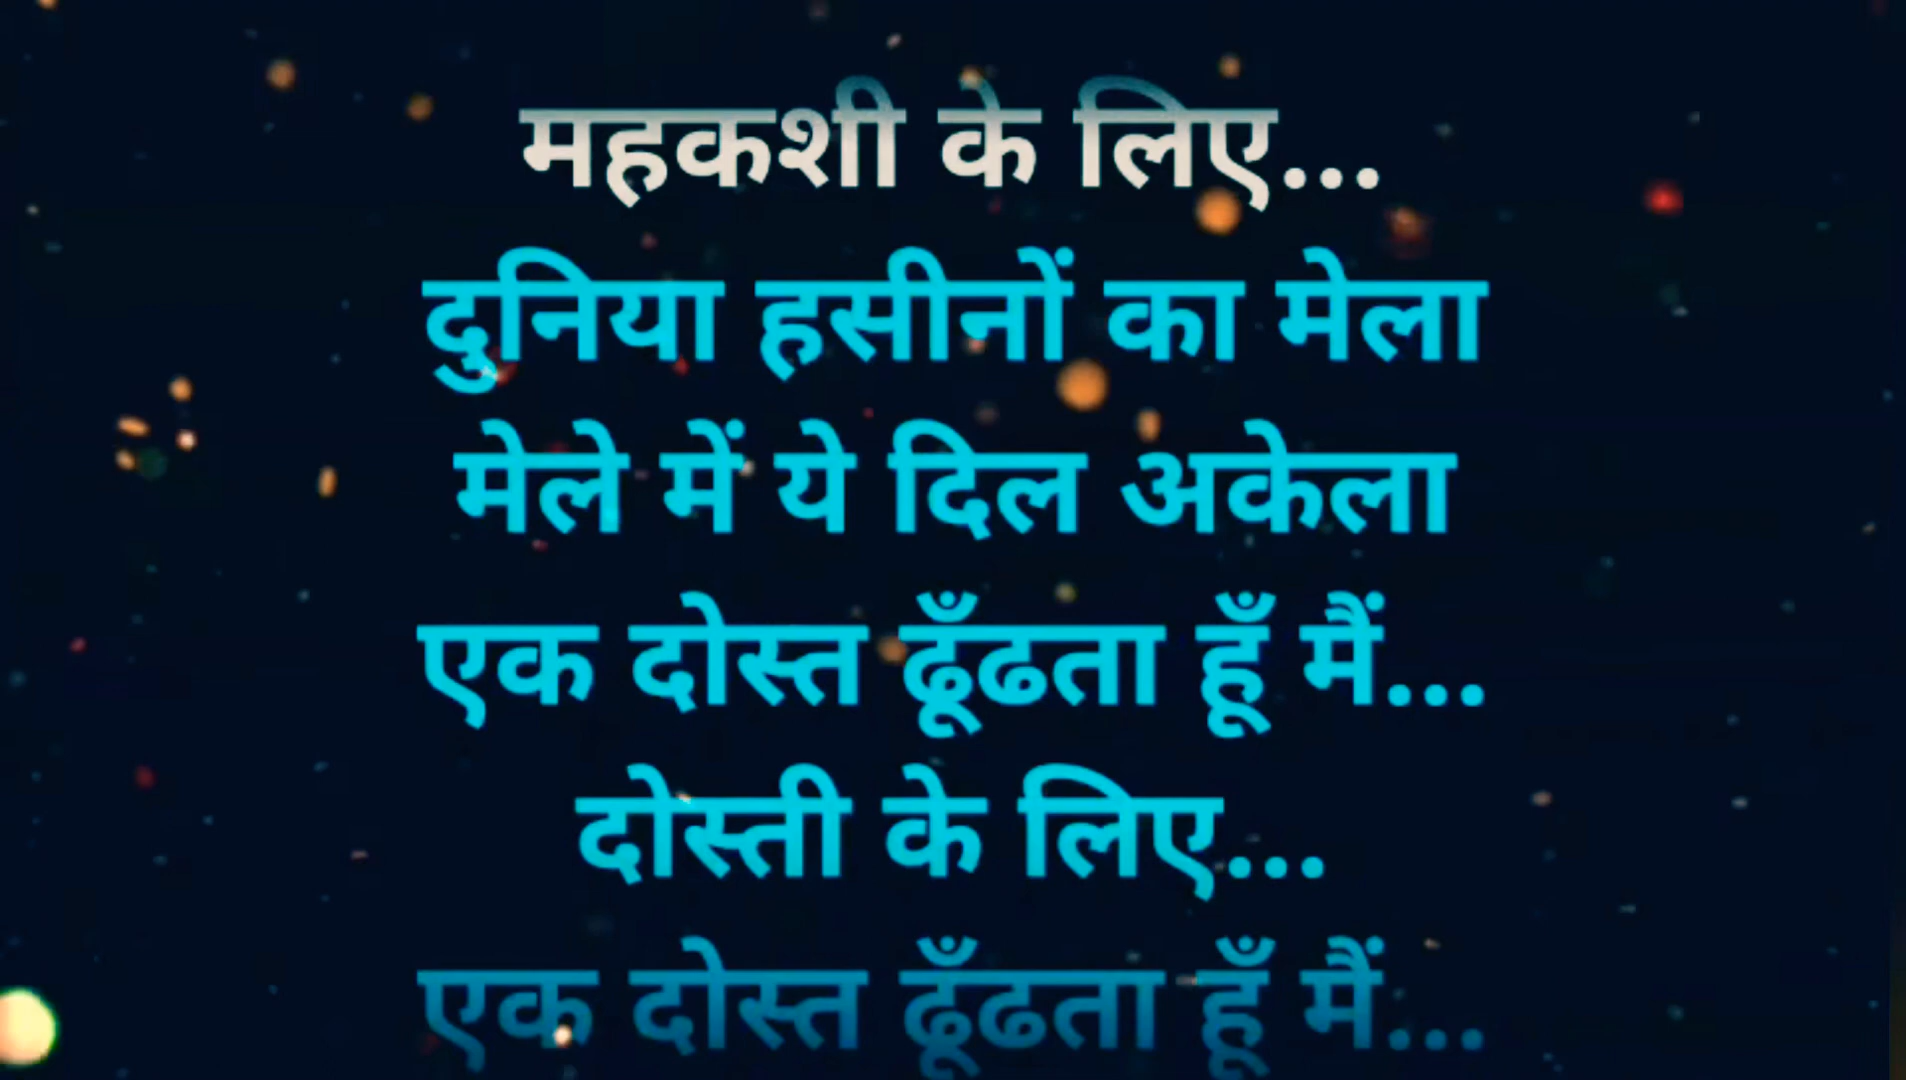 महकशी के लिए...
दुनिया हसीनों का मेला
मेले में ये दिल अकेला
एक दोस्त ढूँढता हूँ मैं...
दोस्ती के लिए...
एक दोस्त ढूँढता हूँ मैं...